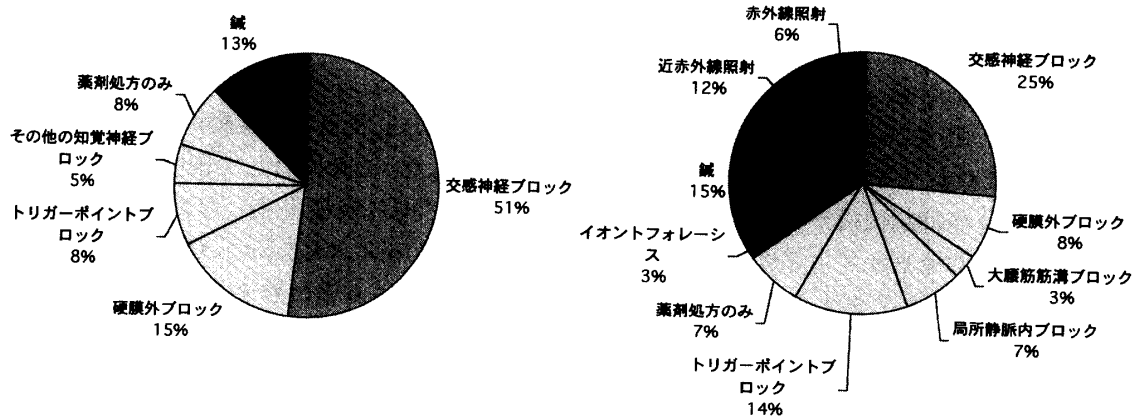 鍼
13%
薬剤処方のみ
8%
その他の知覚神経ブ
ロック
5%
トリガーポイントブ
ロック
8%
硬膜外ブロック
15%
交感神経ブロック
51%
赤外線照射
6%
近赤外線照射
12%
鍼
15%
イオントフォレーシ
ス
3%
薬剤処方のみ
7%
トリガーポイントブ
ロック
14%
局所静脈内ブロック
7%
大腰筋筋溝ブロック
3%
硬膜外ブロック
8%
交感神経ブロック
25%